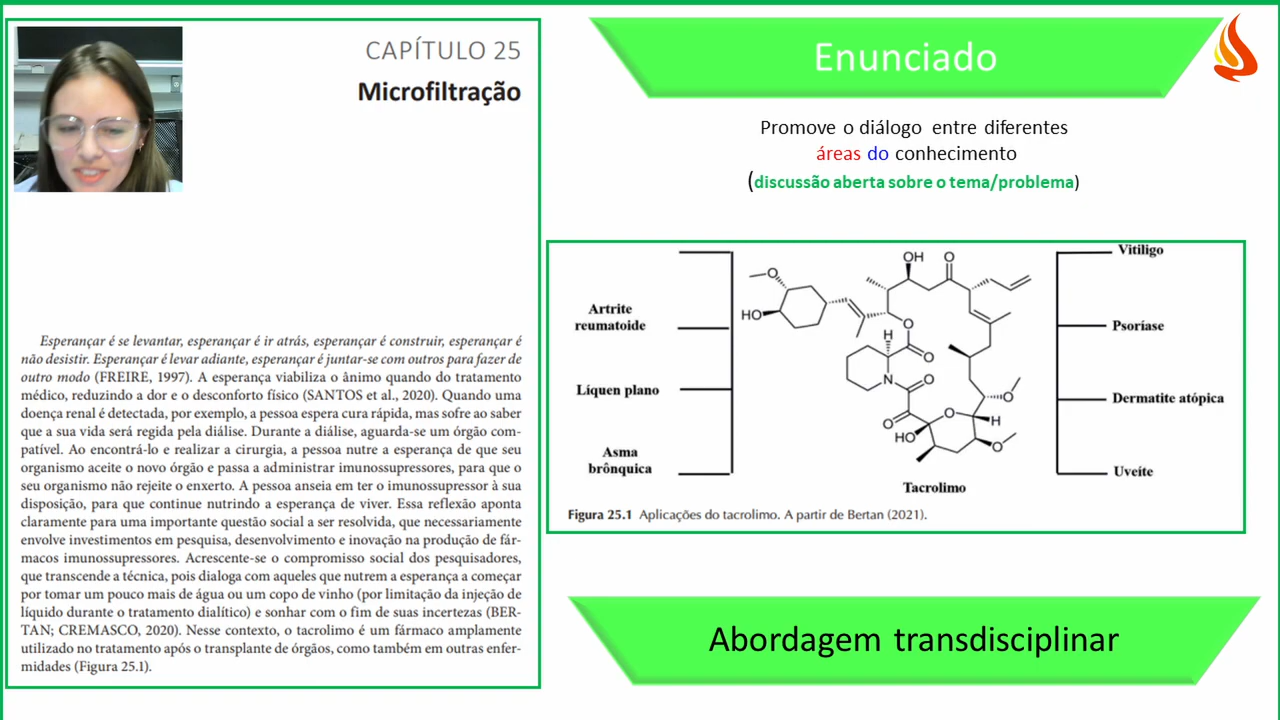 CAPÍTULO 25
Microfiltração
Esperançar é se levantar, esperançar é ir atrás, esperançar é construir, esperançar é
não desistir. Esperançar é levar adiante, esperançar é juntar-se com outros para fazer de
outro modo (FREIRE, 1997). A esperança viabiliza o ânimo quando do tratamento
médico, reduzindo a dor e o desconforto físico (SANTOS et al., 2020). Quando uma
doença renal é detectada, por exemplo, a pessoa espera cura rápida, mas sofre ao saber
que a sua vida será regida pela diálise. Durante a diálise, aguarda-se um órgão com-
patível. Ao encontrá-lo e realizar a cirurgia, a pessoa nutre a esperança de que seu
organismo aceite o novo órgão e passa a administrar imunossupressores, para que o
seu organismo não rejeite o enxerto. A pessoa anseia em ter o imunossupressor à sua
disposição, para que continue nutrindo a esperança de viver. Essa reflexão aponta
claramente para uma importante questão social a ser resolvida, que necessariamente
envolve investimentos em pesquisa, desenvolvimento e inovação na produção de fár-
macos imunossupressores. Acrescente-se o compromisso social dos pesquisadores,
que transcende a técnica, pois dialoga com aqueles que nutrem a esperança a começar
por tomar um pouco mais de água ou um copo de vinho (por limitação da injeção de
líquido durante o tratamento dialítico) e sonhar com o fim de suas incertezas (BER-
TAN; CREMASCO, 2020). Nesse contexto, o tacrolimo é um fármaco amplamente
utilizado no tratamento após o transplante de órgãos, como também em outras enfer-
midades (Figura 25.1).
Enunciado
Promove o diálogo entre diferentes
áreas do conhecimento
(discussão aberta sobre o tema/problema)
Artrite
reumatoide
Líquen plano
Asma
brônquica
OH
O
O
HO
O
H
O
N
O
O
O
HO
H
O
O
Tacrolimo
Vitiligo
Psoríase
Dermatite atópica
Uveíte
Figura 25.1 Aplicações do tacrolimo. A partir de Bertan (2021).
Abordagem transdisciplinar